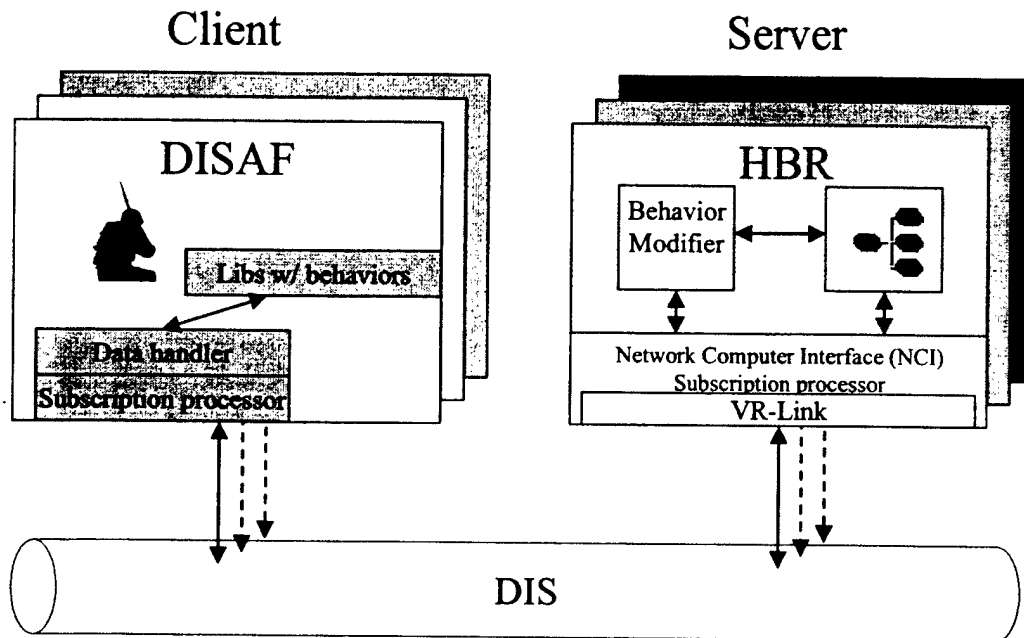 Client
Server
DISAF
HBR
Libs w/ behaviors
Data handler
Subscription processor
Behavior
Modifier
Network Computer Interface (NCI)
Subscription processor
VR-Link
DIS